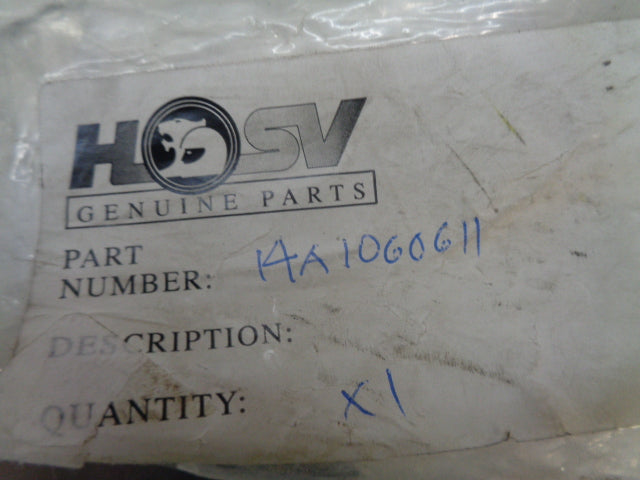 HSV
GENUINE PARTS
PART
NUMBER: 14A1060611
DESCRIPTION:
QUANTITY: X1